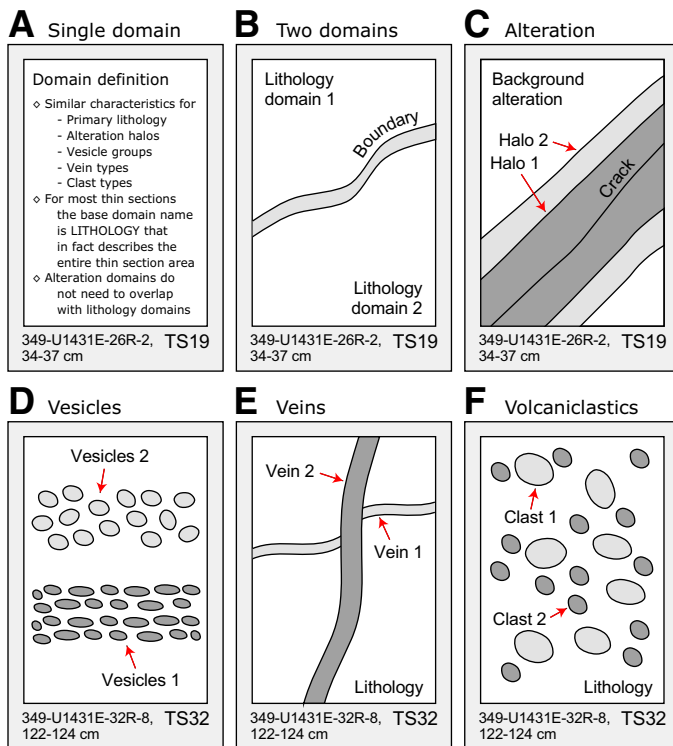 A Single domain
Domain definition
◇ Similar characteristics for
- Primary lithology
- Alteration halos
- Vesicle groups
- Vein types
- Clast types
◇ For most thin sections
the base domain name
is LITHOLOGY that
in fact describes the
entire thin section area
◇ Alteration domains do
not need to overlap
with lithology domains
349-U1431E-26R-2, TS19
34-37 cm
B Two domains
Lithology
domain 1
Boundary
Lithology
domain 2
349-U1431E-26R-2, TS19
34-37 cm
C Alteration
Background
alteration
Halo 2
Halo 1
Crack
349-U1431E-26R-2, TS19
34-37 cm
D Vesicles
Vesicles 2
Vesicles 1
349-U1431E-32R-8, TS32
122-124 cm
E Veins
Vein 2
Vein 1
Lithology
349-U1431E-32R-8, TS32
122-124 cm
F Volcaniclastics
Clast 1
Clast 2
Lithology
349-U1431E-32R-8, TS32
122-124 cm